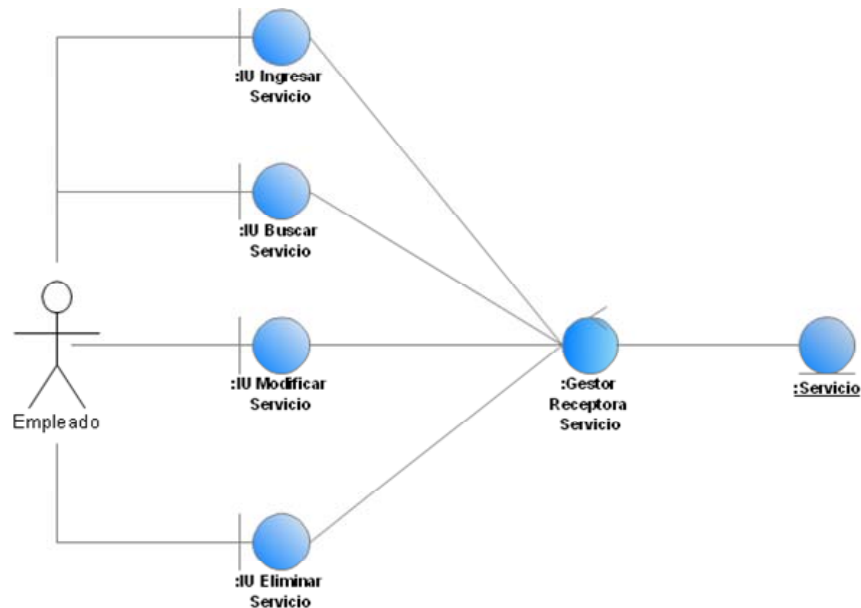 :IU Ingresar
Servicio
:IU Buscar
Servicio
Empleado
:IU Modificar
Servicio
:Gestor
Receptora
Servicio
:Servicio
:IU Eliminar
Servicio